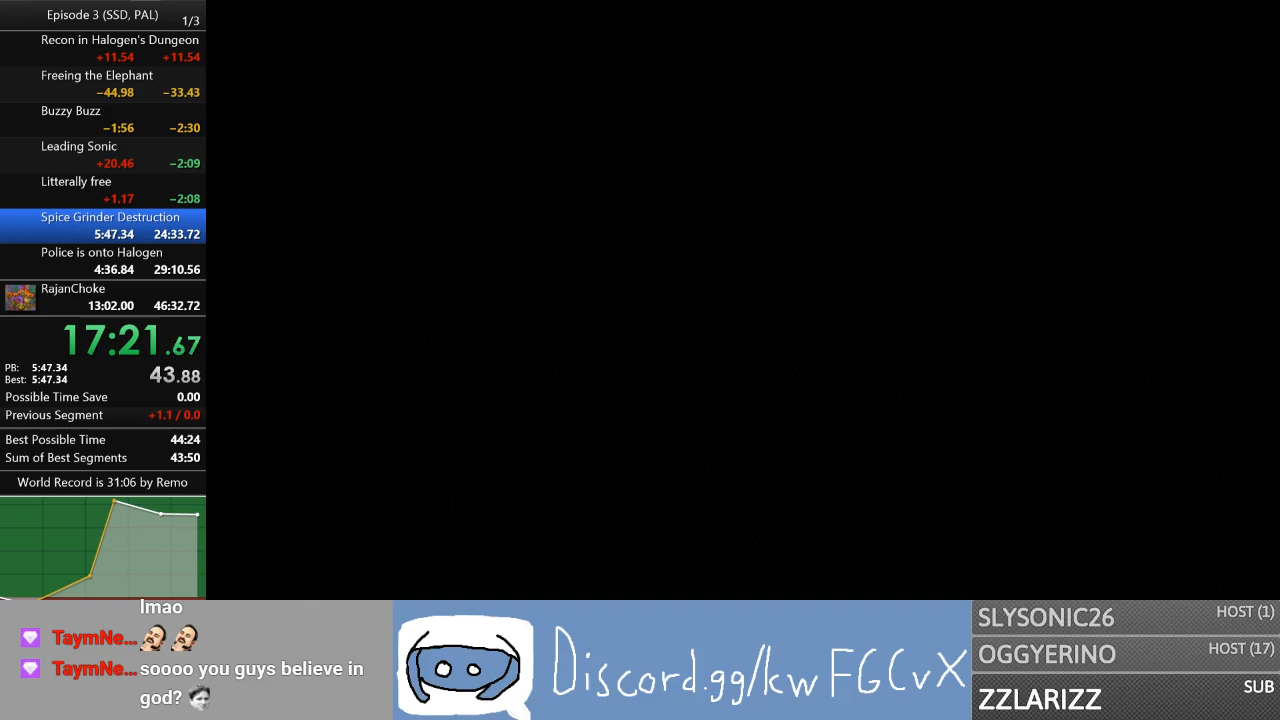 Episode 3 (SSD, PAL)
1/3
Recon in Halogen's Dungeon
+11.54 +11.54
Freeing the Elephant
−44.98 −33.43
Buzzy Buzz
−1:56 −2:30
Leading Sonic
+20.46 −2:09
Litterally free
+1.17 −2:08
Spice Grinder Destruction
5:47.34 24:33.72
Police is onto Halogen
4:36.84 29:10.56
RajanChoke
13:02.00 46:32.72
17:21.67
PB: 5:47.34
Best: 5:47.34
43.88
Possible Time Save 0.00
Previous Segment +1.1 / 0.0
Best Possible Time 44:24
Sum of Best Segments 43:50
World Record is 31:06 by Remo
lmao
TaymNe...
TaymNe... soooo you guys believe in
god?
Discord.gg/kwFGCvX
SLYSONIC26 HOST (1)
OGGYERINO HOST (17)
ZZLARIZZ SUB